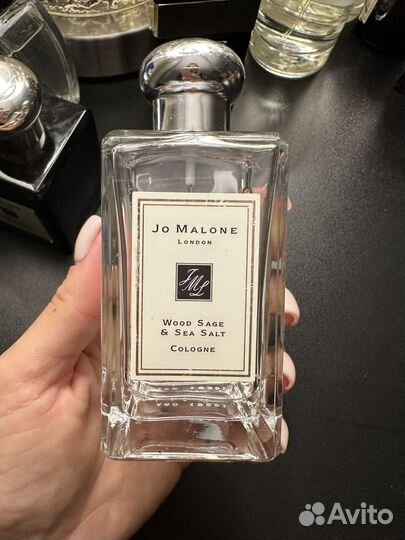 JO MALONE
LONDON
JML
WOOD SAGE
& SEA SALT
COLOGNE
Avito